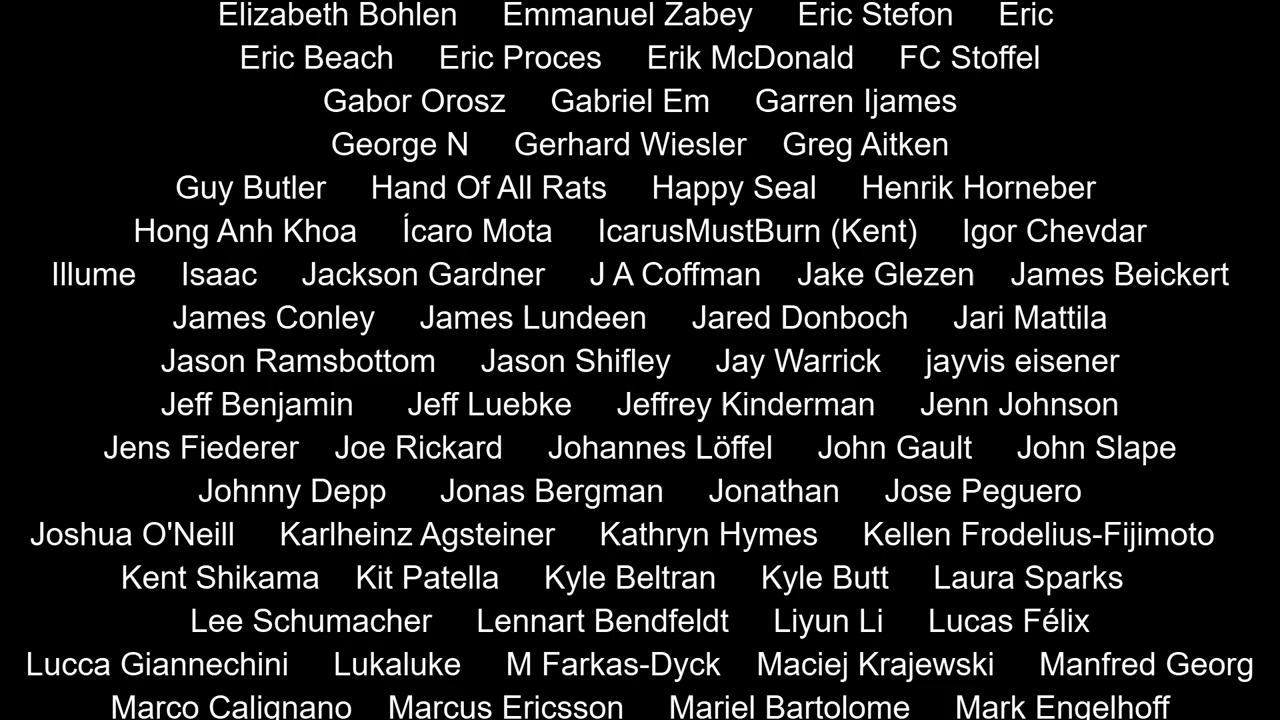 Elizabeth Bohlen Emmanuel Zabey Eric Stefon Eric
Eric Beach Eric Proces Erik McDonald FC Stoffel
Gabor Orosz Gabriel Em Garren Ijames
George N Gerhard Wiesler Greg Aitken
Guy Butler Hand Of All Rats Happy Seal Henrik Horneber
Hong Anh Khoa Ícaro Mota IcarusMustBurn (Kent) Igor Chevdar
Illume Isaac Jackson Gardner J A Coffman Jake Glezen James Beickert
James Conley James Lundeen Jared Donboch Jari Mattila
Jason Ramsbottom Jason Shifley Jay Warrick jayvis eisener
Jeff Benjamin Jeff Luebke Jeffrey Kinderman Jenn Johnson
Jens Fiederer Joe Rickard Johannes Löffel John Gault John Slape
Johnny Depp Jonas Bergman Jonathan Jose Peguero
Joshua O'Neill Karlheinz Agsteiner Kathryn Hymes Kellen Frodelius-Fijimoto
Kent Shikama Kit Patella Kyle Beltran Kyle Butt Laura Sparks
Lee Schumacher Lennart Bendfeldt Liyun Li Lucas Félix
Lucca Giannechini Lukaluke M Farkas-Dyck Maciej Krajewski Manfred Georg
Marco Calignano Marcus Ericsson Mariel Bartolome Mark Engelhoff